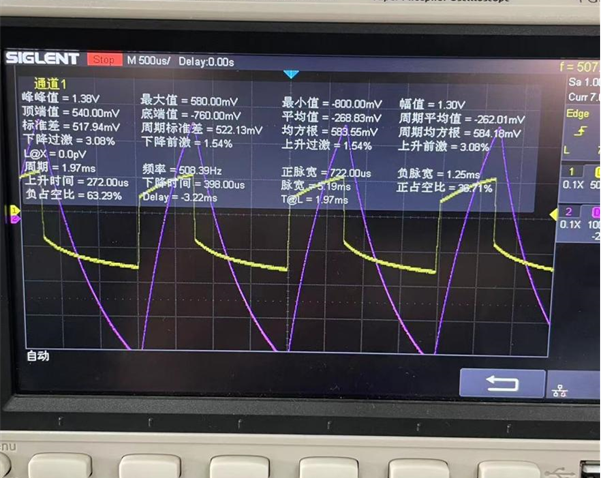 SIGLENT Stop M 500us/ Delay:0.00s
f = 507
通道1
Sa 1.0
Curr 7.
峰峰值 = 1.38V 最大值 = 580.00mV 最小值 = -800.00mV 幅值 = 1.30V
顶端值 = 540.00mV 底端值 = -760.00mV 平均值 = -268.83mV 周期平均值 = -262.01mV
标准差 = 517.94mV 周期标准差 = 522.13mV 均方根 = 583.55mV 周期均方根 = 584.18mV
下降过激 = 3.08% 下降前激 = 1.54% 上升过激 = 1.54% 上升前激 = 3.08%
L@X = 0.0pV
周期 = 1.97ms 频率 = 508.39Hz 正脉宽 = 722.00us 负脉宽 = 1.25ms
上升时间 = 272.00us 下降时间 = 398.00us 脉宽 = 5.19ms 正占空比 = 36.71%
负占空比 = 63.29% Delay = -3.22ms T@L = 1.97ms
Edge
L
1
0.1X
2
0.1X
自动